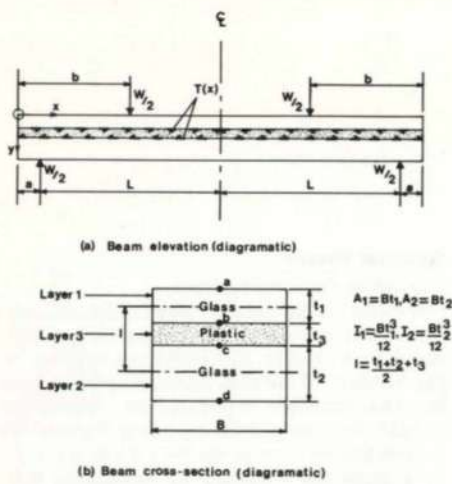 ℄
b
b
W/2
W/2
T(x)
x
y
W/2
W/2
a
L
L
a
(a) Beam elevation (diagramatic)
a
Layer 1
Glass
t₁
A₁=Bt₁, A₂=Bt₂
b
Layer 3
l
Plastic
t₃
I₁=Bt₁³/12, I₂=Bt₂³/12
c
Layer 2
Glass
t₂
l=t₁+t₂/2+t₃
d
B
(b) Beam cross-section (diagramatic)